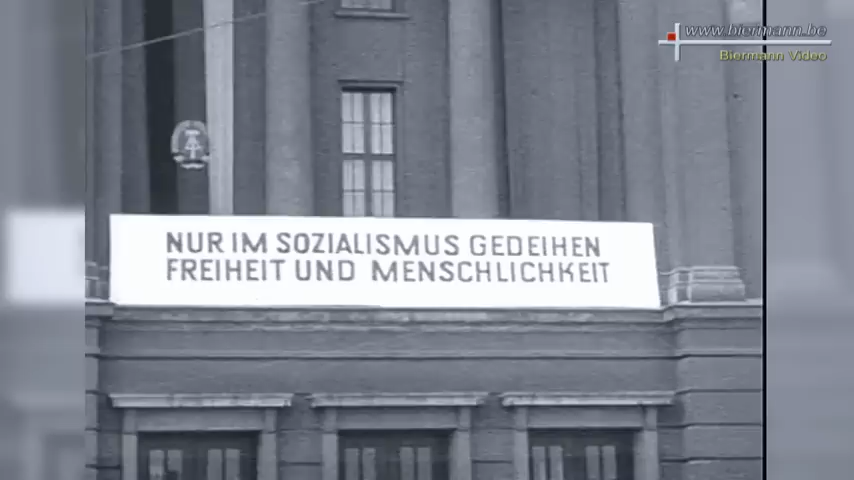 www.biermann.be
Biermann Video
NUR IM SOZIALISMUS GEDEIHEN
FREIHEIT UND MENSCHLICHKEIT